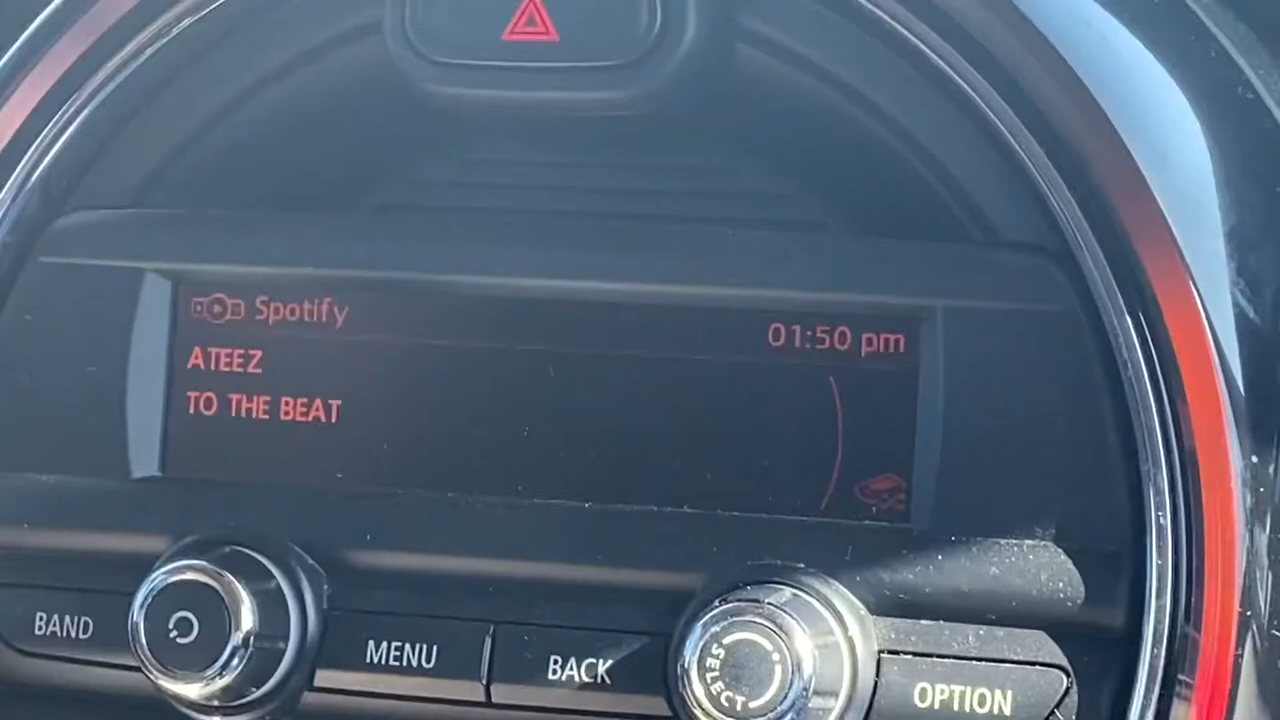 Spotify
01:50 pm
ATEEZ
TO THE BEAT
BAND
MENU
BACK
SELECT
OPTION